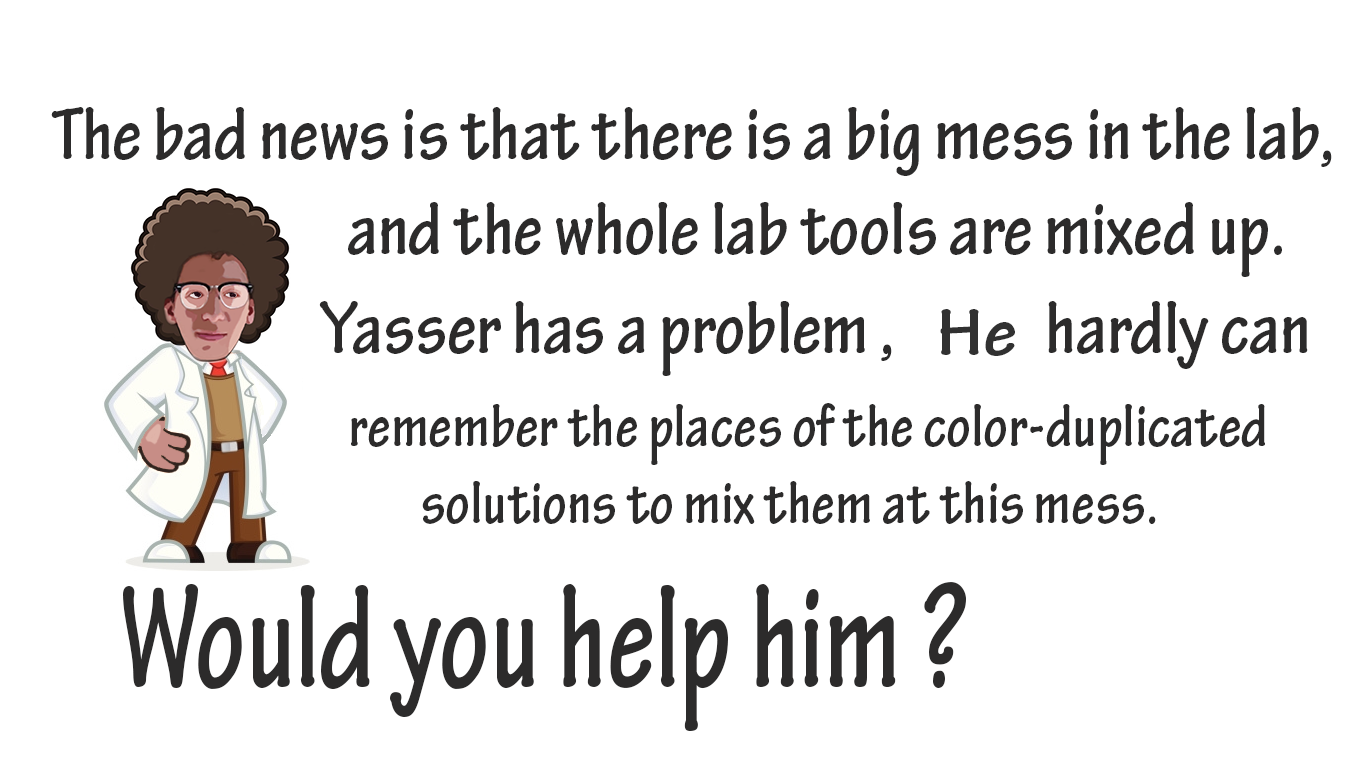 The bad news is that there is a big mess in the lab,
and the whole lab tools are mixed up.
Yasser has a problem , He hardly can
remember the places of the color-duplicated
solutions to mix them at this mess.
Would you help him ?